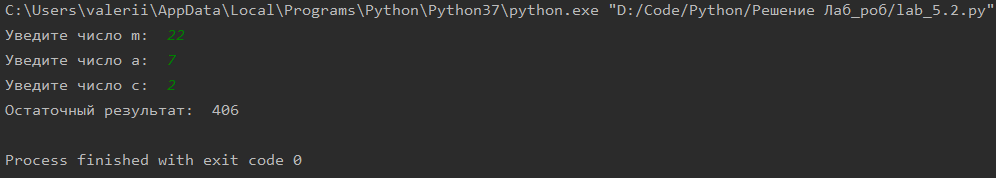 C:\Users\valerii\AppData\Local\Programs\Python\Python37\python.exe "D:/Code/Python/Решение Лаб_роб/lab_5.2.py"
Уведите число m:  22
Уведите число a:  7
Уведите число c:  2
Остаточный результат:  406
Process finished with exit code 0